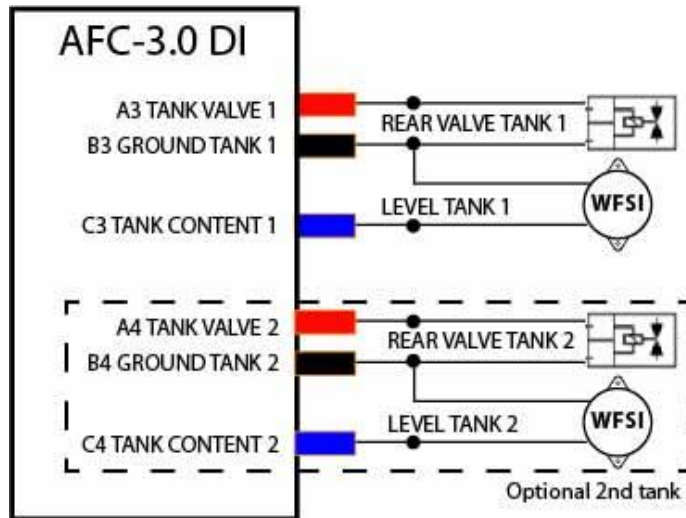 AFC-3.0 DI
A3 TANK VALVE 1
REAR VALVE TANK 1
B3 GROUND TANK 1
WFSI
LEVEL TANK 1
C3 TANK CONTENT 1
A4 TANK VALVE 2
REAR VALVE TANK 2
B4 GROUND TANK 2
WFSI
LEVEL TANK 2
C4 TANK CONTENT 2
Optional 2nd tank